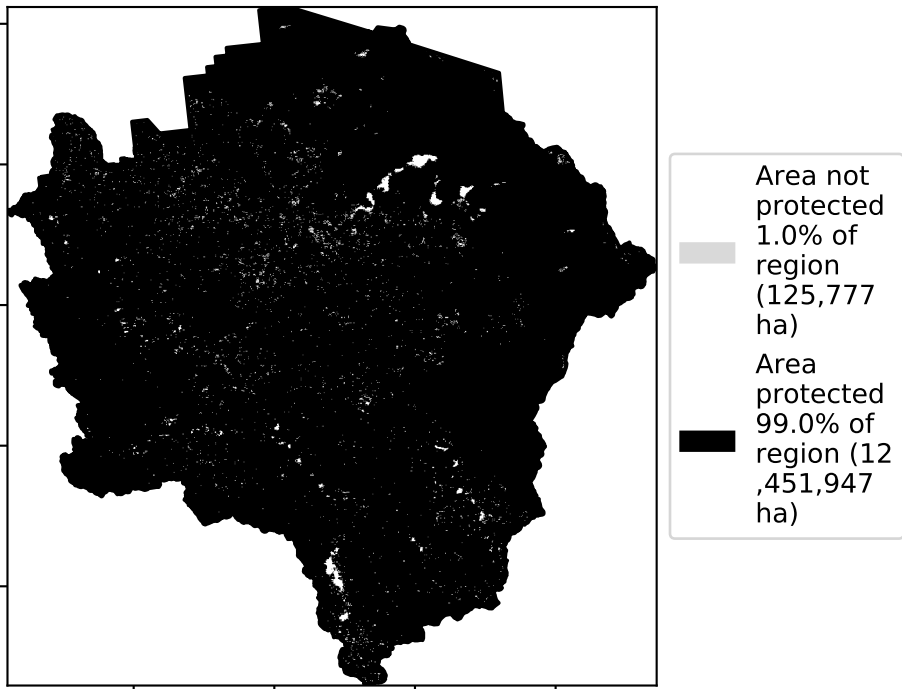 Area not
protected
1.0% of
region
(125,777
ha)
Area
protected
99.0% of
region (12
,451,947
ha)